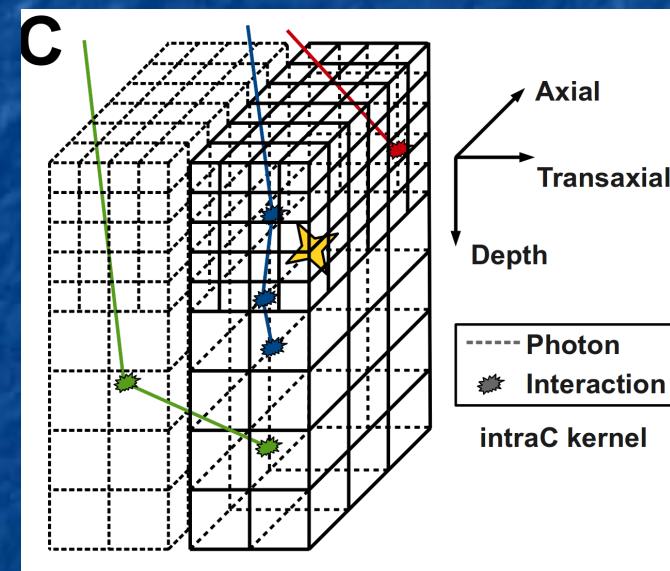 C
Axial
Transaxial
Depth
Photon
Interaction
intraC kernel